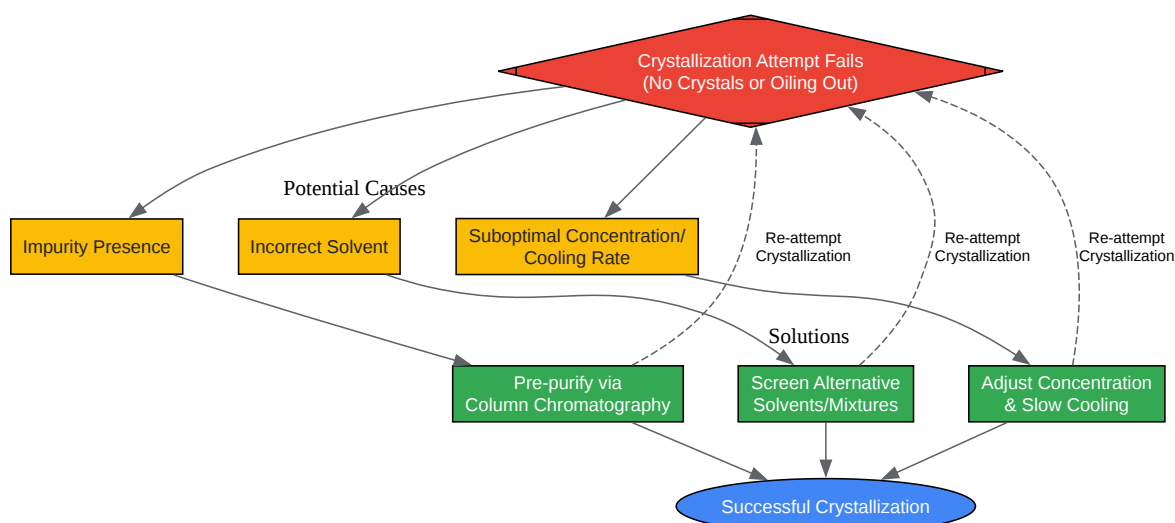 Crystallization Attempt Fails
(No Crystals or Oiling Out)
Potential Causes
Impurity Presence
Incorrect Solvent
Suboptimal Concentration/
Cooling Rate
Re-attempt
Crystallization
Re-attempt
Crystallization
Re-attempt
Crystallization
Solutions
Pre-purify via
Column Chromatography
Screen Alternative
Solvents/Mixtures
Adjust Concentration
& Slow Cooling
Successful Crystallization